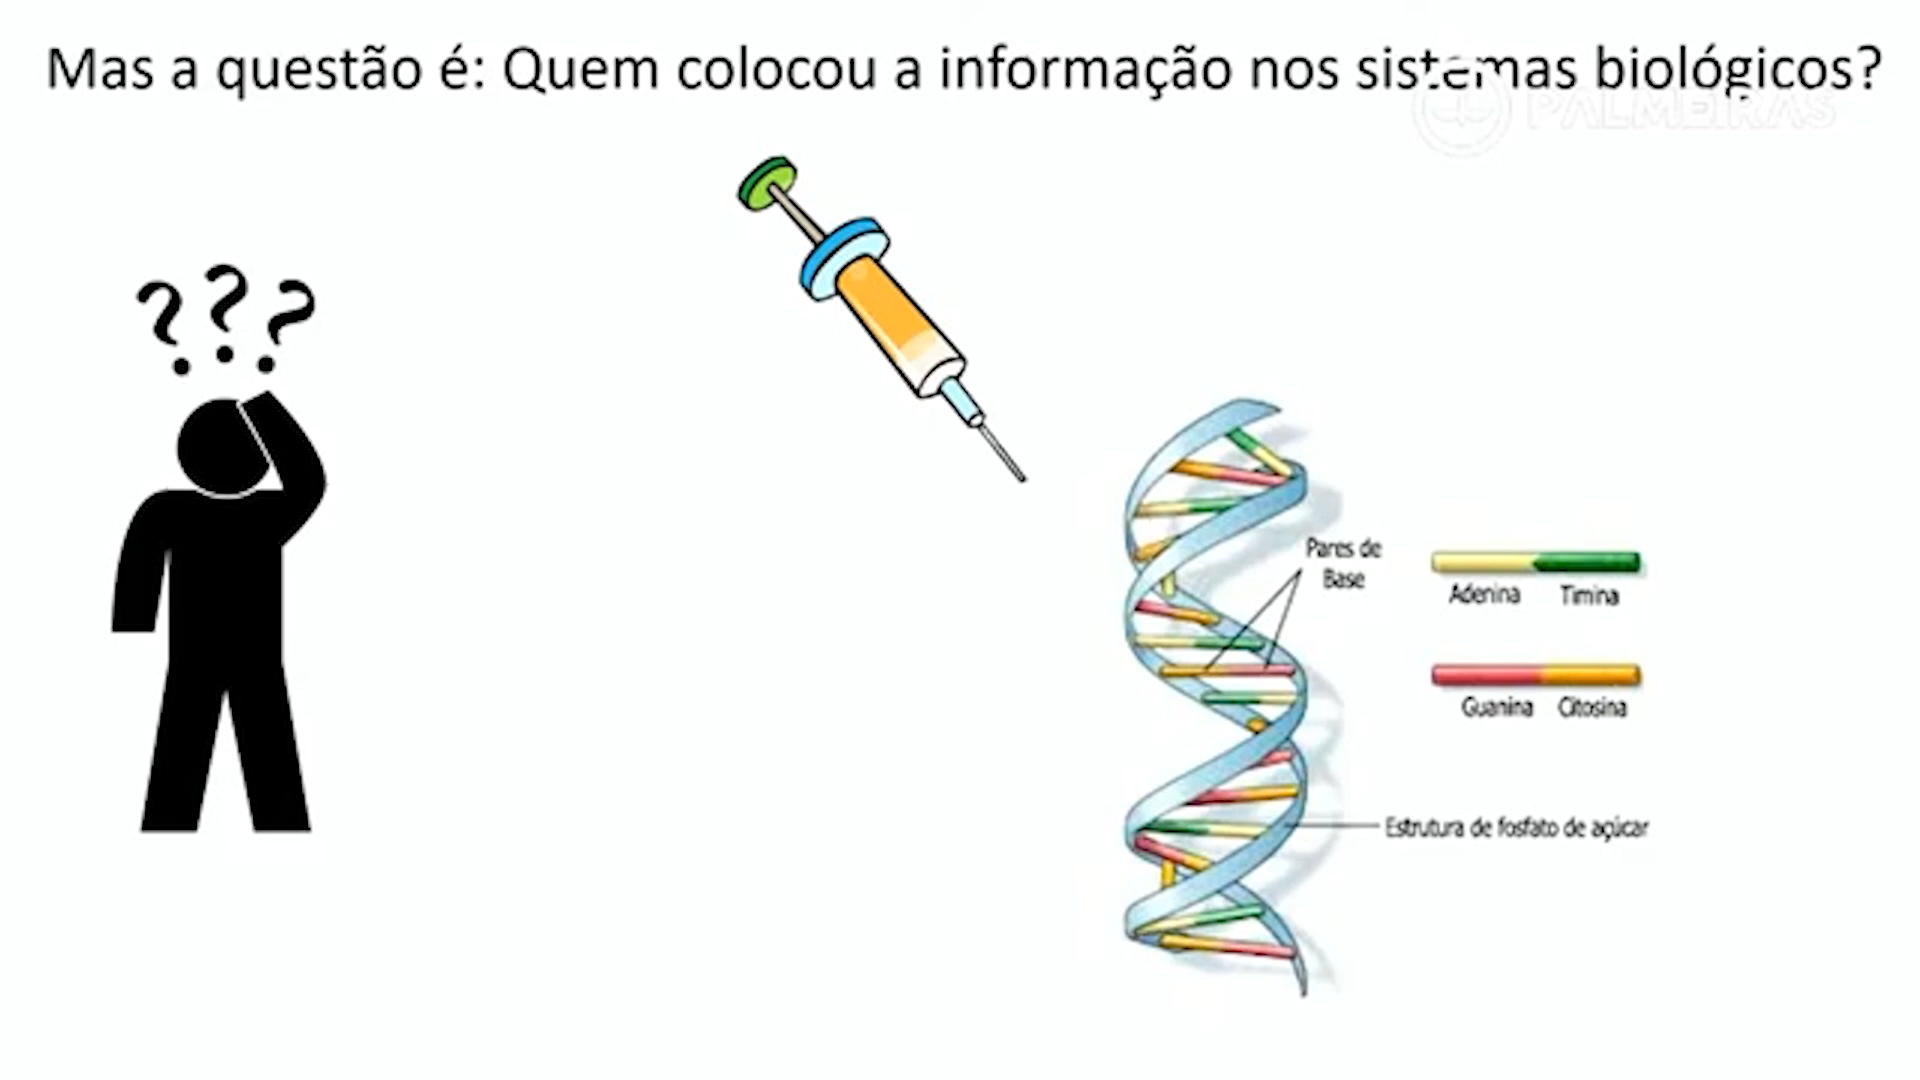 Mas a questão é: Quem colocou a informação nos sistemas biológicos?
PALMEIRAS
???
Pares de
Base
Adenina Timina
Guanina Citosina
Estrutura de fosfato de açúcar